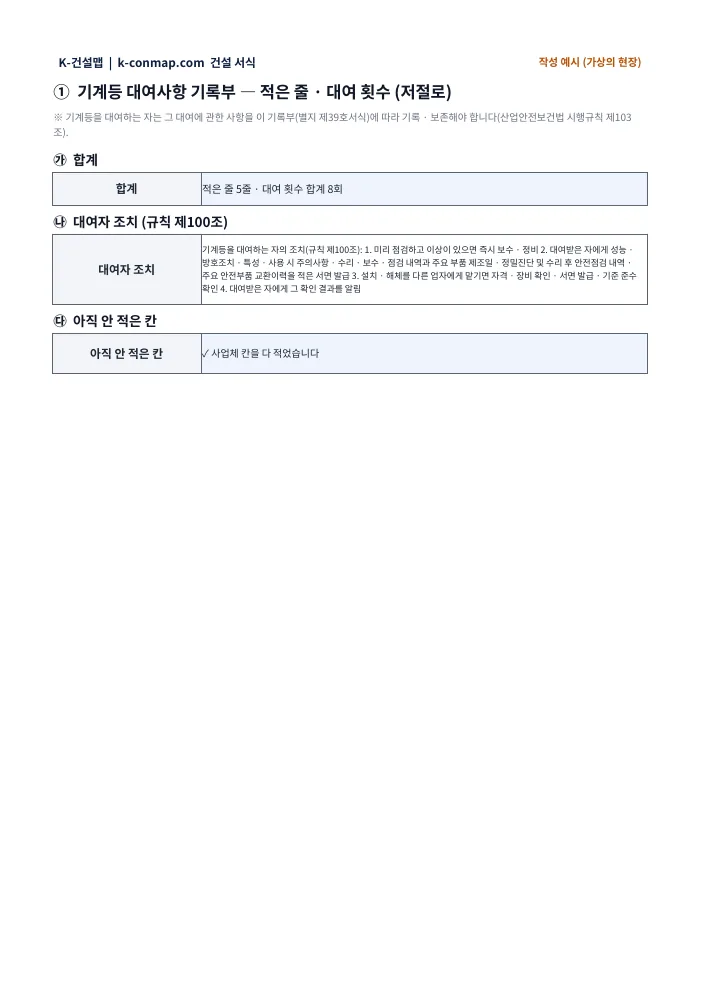 K-건설맵 | k-conmap.com 건설 서식
작성 예시 (가상의 현장)
① 기계등 대여사항 기록부 — 적은 줄 · 대여 횟수 (저절로)
※ 기계등을 대여하는 자는 그 대여에 관한 사항을 이 기록부(별지 제39호서식)에 따라 기록 · 보존해야 합니다(산업안전보건법 시행규칙 제103
조).
㉮ 합계
합계
적은 줄 5줄 · 대여 횟수 합계 8회
㉯ 대여자 조치 (규칙 제100조)
대여자 조치
기계등을 대여하는 자의 조치(규칙 제100조): 1. 미리 점검하고 이상이 있으면 즉시 보수 · 정비 2. 대여받은 자에게 성능 ·
방호조치 · 특성 · 사용 시 주의사항 · 수리 · 보수 · 점검 내역과 주요 부품 제조일 · 정밀진단 및 수리 후 안전점검 내역 ·
주요 안전부품 교환이력을 적은 서면 발급 3. 설치 · 해체를 다른 업자에게 맡기면 자격 · 장비 확인 · 서면 발급 · 기준 준수
확인 4. 대여받은 자에게 그 확인 결과를 알림
㉰ 아직 안 적은 칸
아직 안 적은 칸
✓ 사업체 칸을 다 적었습니다